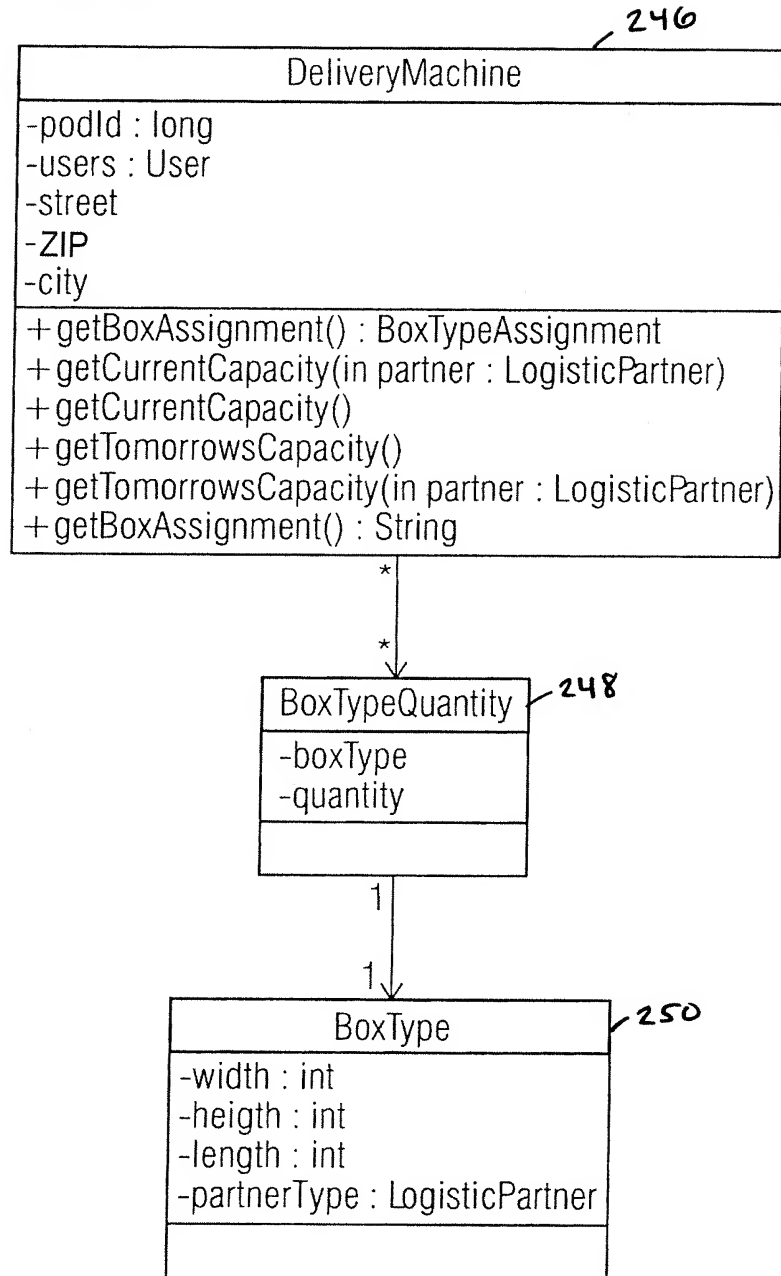 246
DeliveryMachine
-podId : long
-users : User
-street
-ZIP
-city
+getBoxAssignment() : BoxTypeAssignment
+getCurrentCapacity(in partner : LogisticPartner)
+getCurrentCapacity()
+getTomorrowsCapacity()
+getTomorrowsCapacity(in partner : LogisticPartner)
+getBoxAssignment() : String
*
*
BoxTypeQuantity
248
-boxType
-quantity
1
1
BoxType
250
-width : int
-heigth : int
-length : int
-partnerType : LogisticPartner